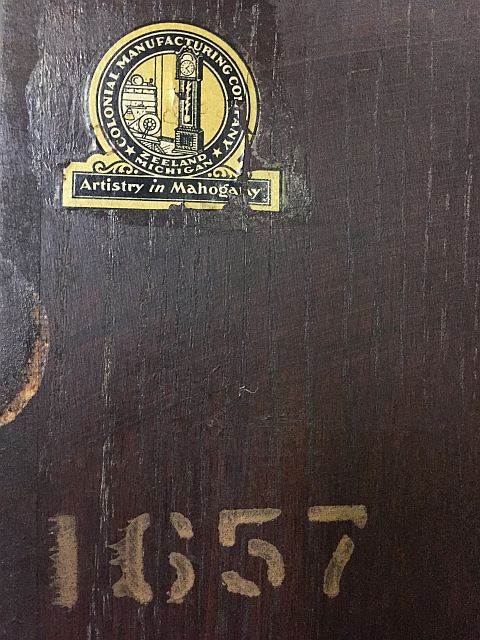 COLONIAL MANUFACTURING COMPANY
ZEELAND
MICHIGAN
Artistry in Mahogany
1657